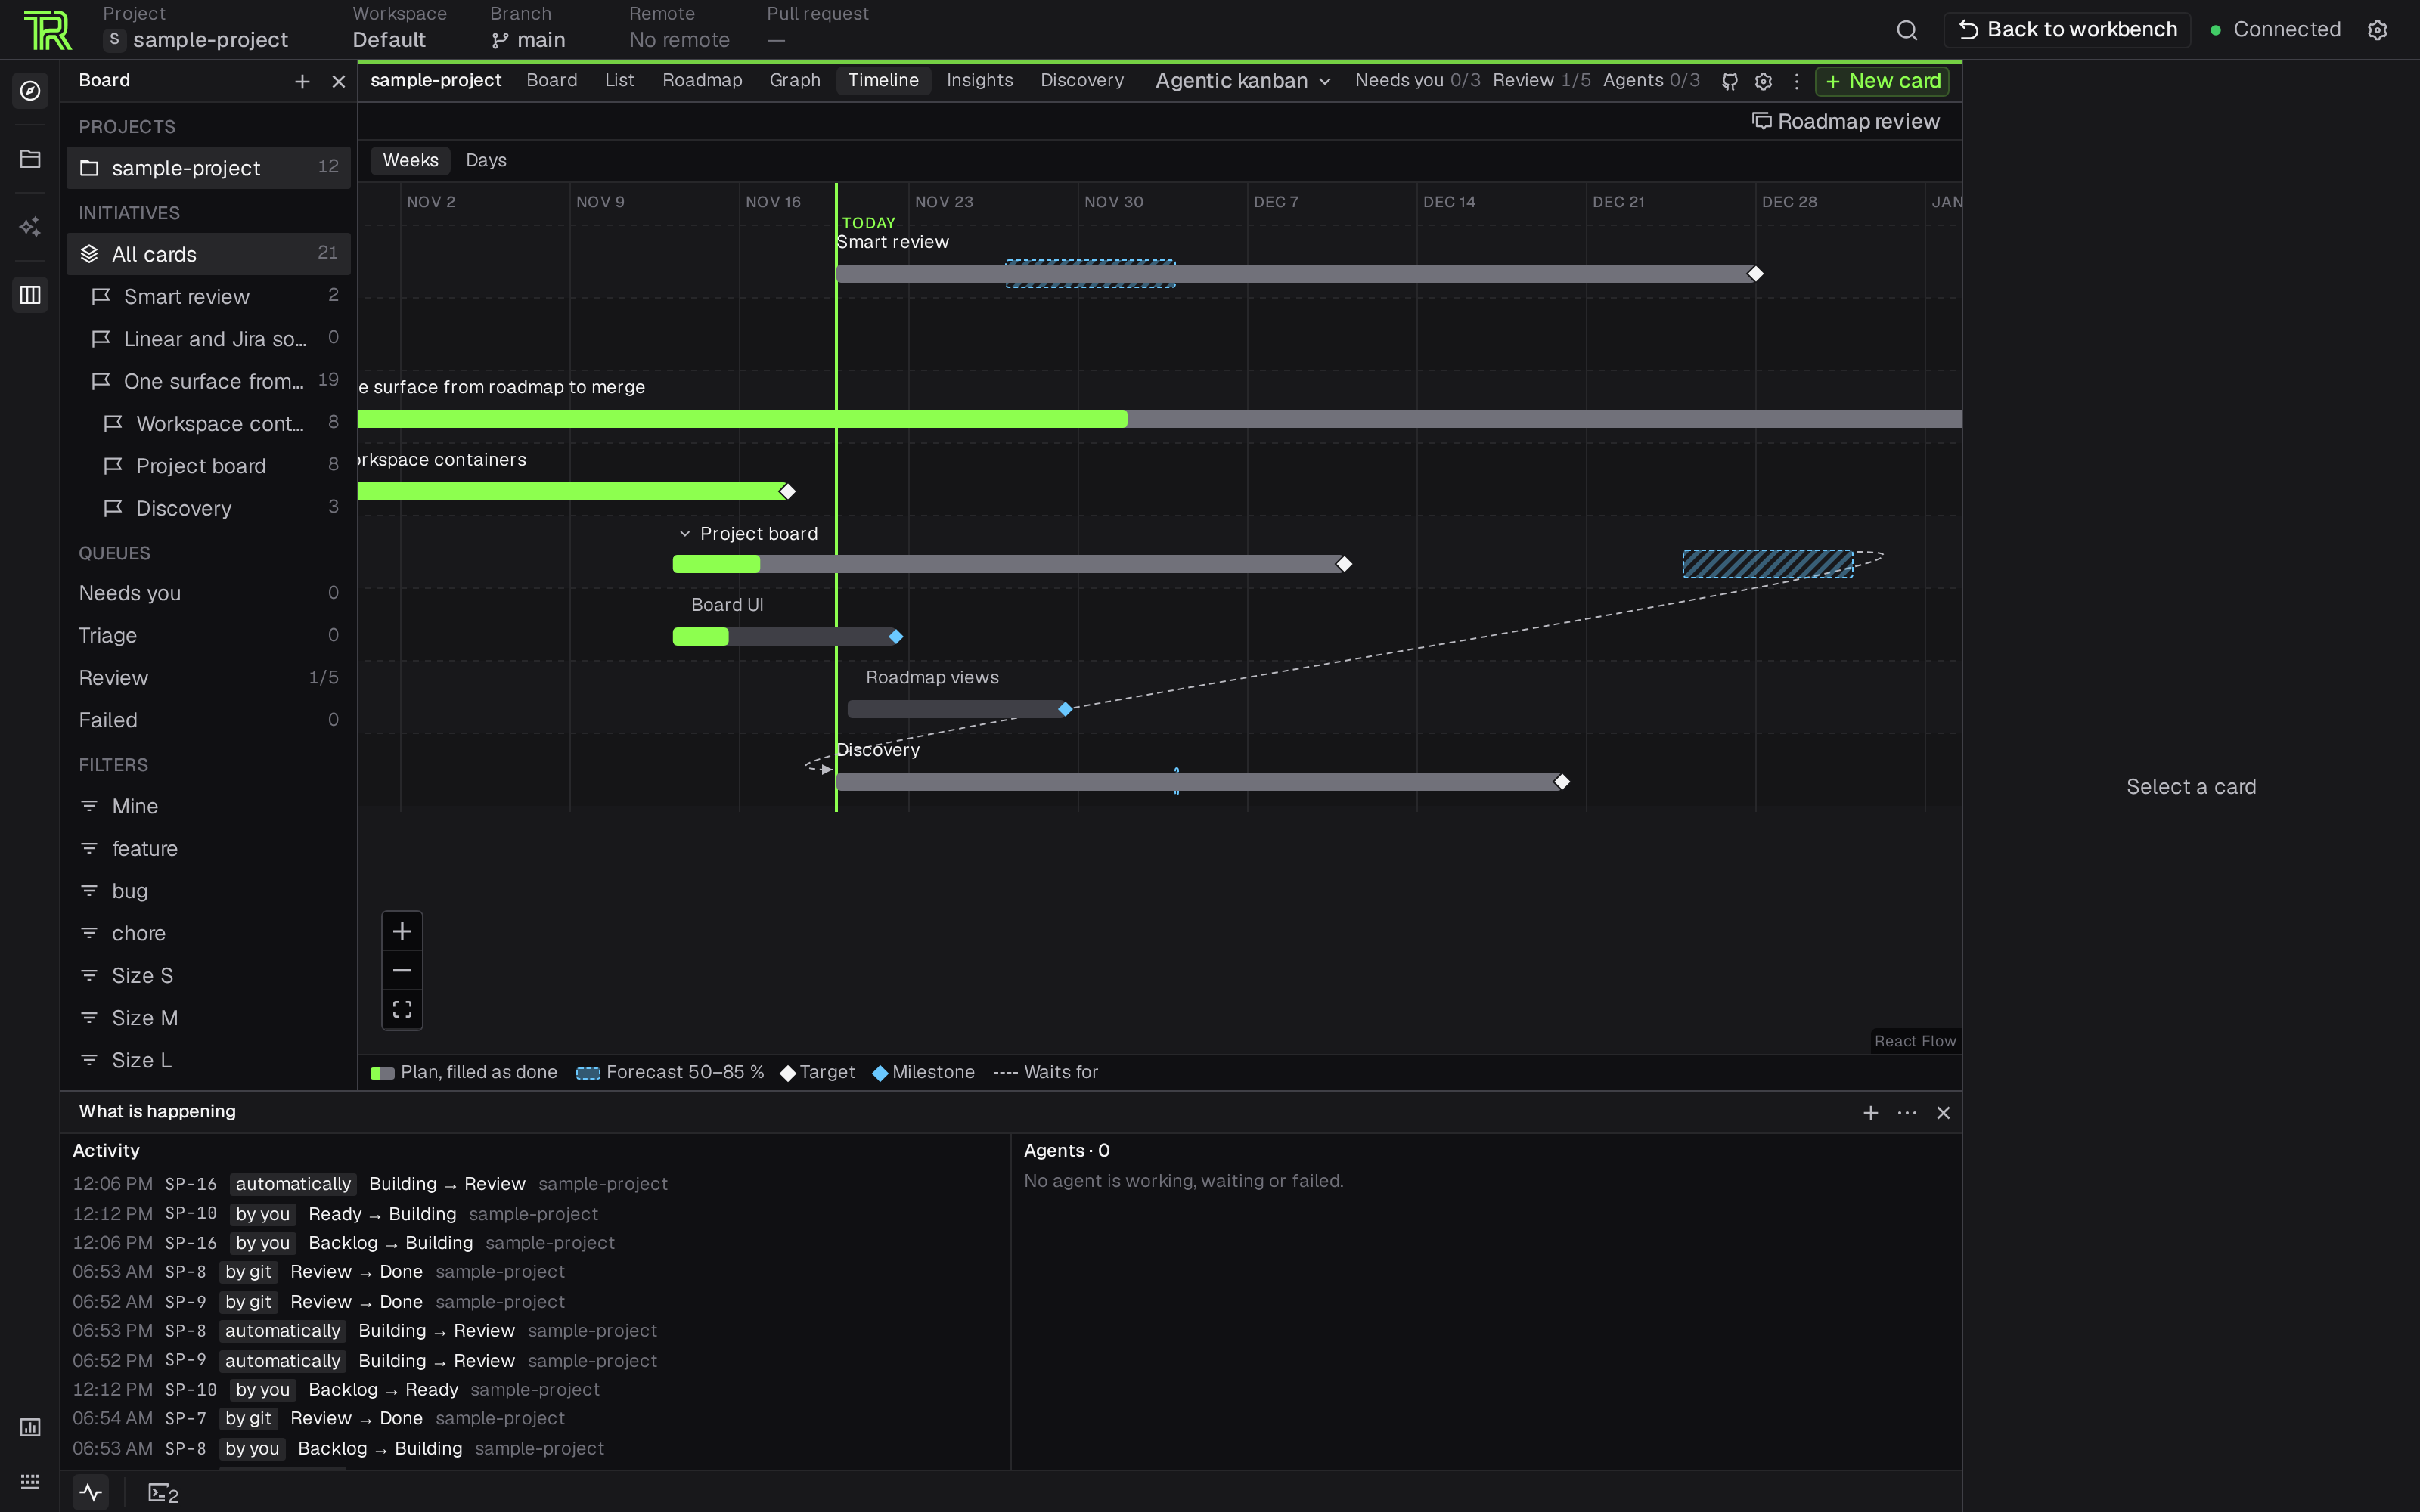 Project
S sample-project
Workspace
Default
Branch
main
Remote
No remote
Pull request
—
Back to workbench
Connected
Board
PROJECTS
sample-project 12
INITIATIVES
All cards 21
Smart review 2
Linear and Jira so... 0
One surface from... 19
Workspace cont... 8
Project board 8
Discovery 3
QUEUES
Needs you 0
Triage 0
Review 1/5
Failed 0
FILTERS
Mine
feature
bug
chore
Size S
Size M
Size L
sample-project Board List Roadmap Graph Timeline Insights Discovery Agentic kanban Needs you 0/3 Review 1/5 Agents 0/3 + New card
Roadmap review
Weeks Days
NOV 2 NOV 9 NOV 16 NOV 23 NOV 30 DEC 7 DEC 14 DEC 21 DEC 28 JAN
TODAY
Smart review
e surface from roadmap to merge
orkspace containers
Project board
Board UI
Roadmap views
Discovery
React Flow
Plan, filled as done Forecast 50–85 % Target Milestone Waits for
What is happening
Activity
12:06 PM SP-16 automatically Building → Review sample-project
12:12 PM SP-10 by you Ready → Building sample-project
12:06 PM SP-16 by you Backlog → Building sample-project
06:53 AM SP-8 by git Review → Done sample-project
06:52 AM SP-9 by git Review → Done sample-project
06:53 PM SP-8 automatically Building → Review sample-project
06:52 PM SP-9 automatically Building → Review sample-project
12:12 PM SP-10 by you Backlog → Ready sample-project
06:54 AM SP-7 by git Review → Done sample-project
06:53 AM SP-8 by you Backlog → Building sample-project
Agents · 0
No agent is working, waiting or failed.
Select a card
2